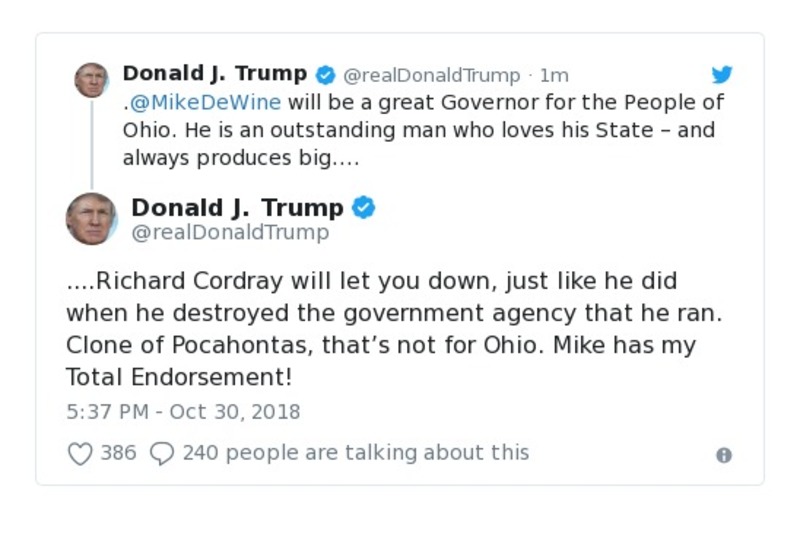 Donald J. Trump @realDonaldTrump · 1m
.@MikeDeWine will be a great Governor for the People of
Ohio. He is an outstanding man who loves his State – and
always produces big....
Donald J. Trump
@realDonaldTrump
....Richard Cordray will let you down, just like he did
when he destroyed the government agency that he ran.
Clone of Pocahontas, that’s not for Ohio. Mike has my
Total Endorsement!
5:37 PM - Oct 30, 2018
386 240 people are talking about this